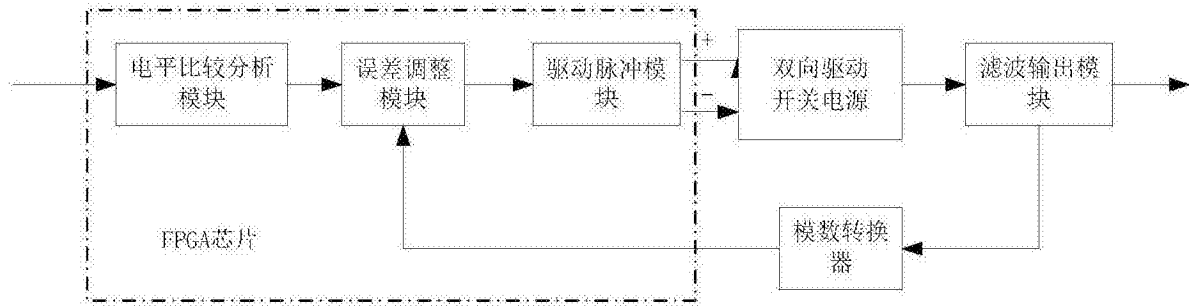 电平比较分析
模块
误差调整
模块
驱动脉冲模
块
+
−
双向驱动
开关电源
滤波输出模
块
FPGA芯片
模数转换
器